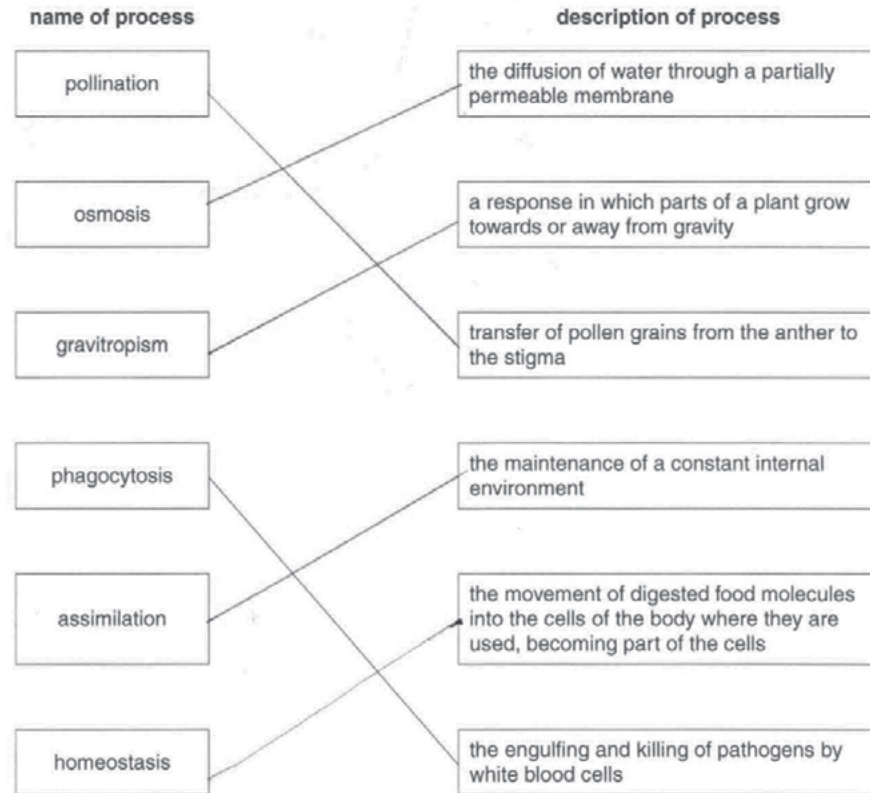 name of process
description of process
pollination
the diffusion of water through a partially
permeable membrane
osmosis
a response in which parts of a plant grow
towards or away from gravity
gravitropism
transfer of pollen grains from the anther to
the stigma
phagocytosis
the maintenance of a constant internal
environment
assimilation
the movement of digested food molecules
into the cells of the body where they are
used, becoming part of the cells
homeostasis
the engulfing and killing of pathogens by
white blood cells